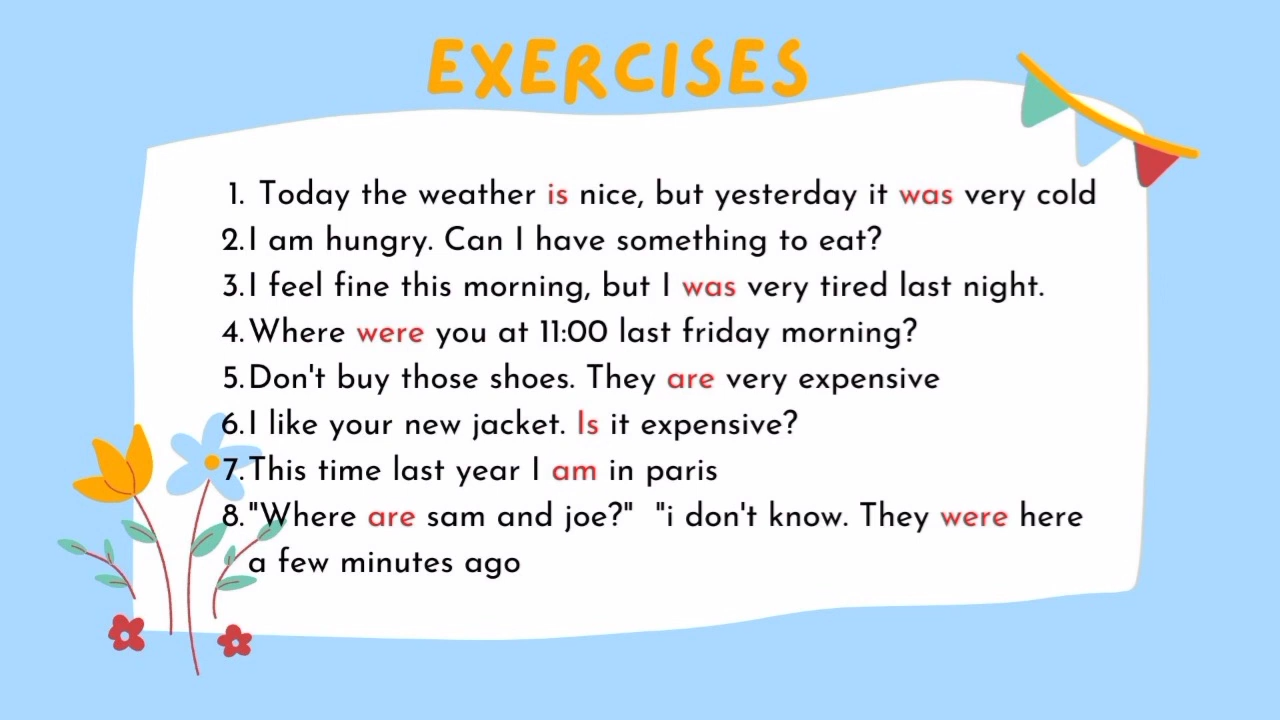 EXERCISES
1. Today the weather is nice, but yesterday it was very cold
2. I am hungry. Can I have something to eat?
3. I feel fine this morning, but I was very tired last night.
4. Where were you at 11:00 last friday morning?
5. Don't buy those shoes. They are very expensive
6. I like your new jacket. Is it expensive?
7. This time last year I am in paris
8. "Where are sam and joe?" "i don't know. They were here
a few minutes ago